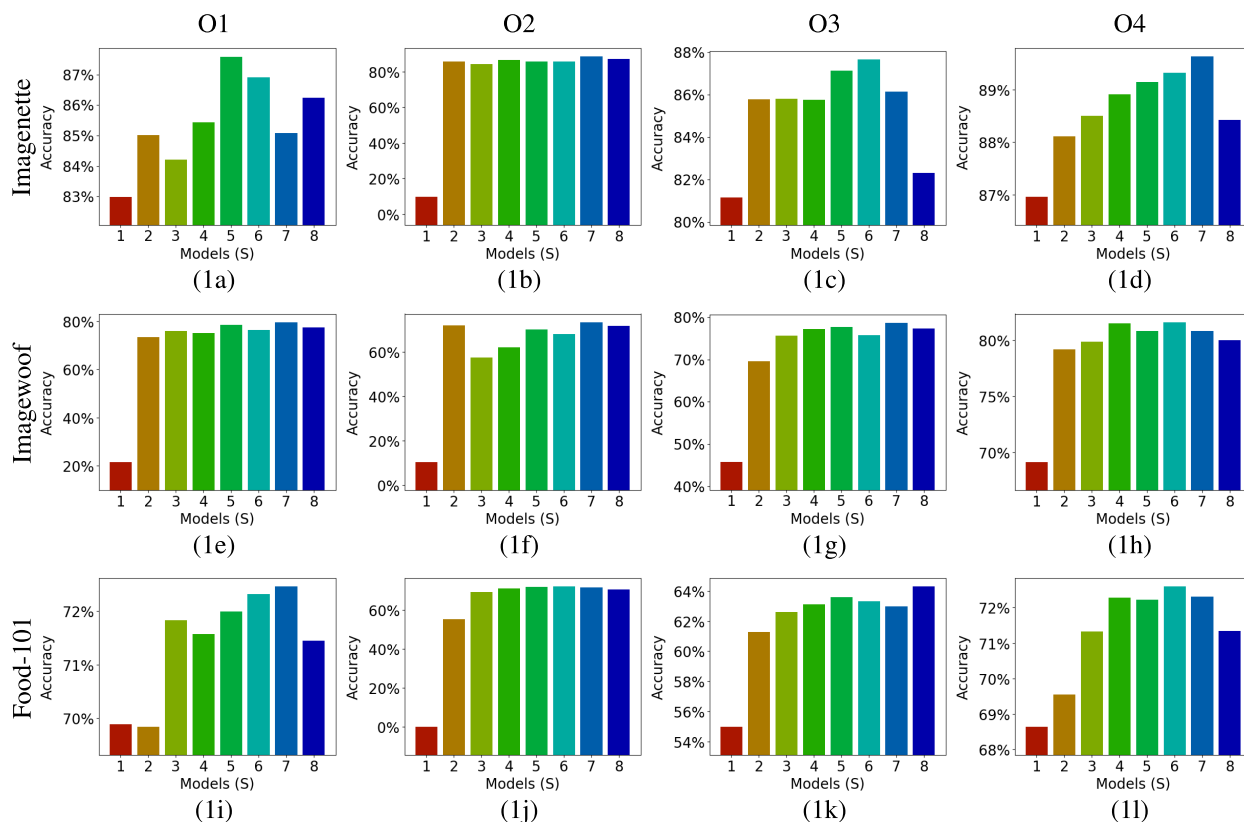 O1 O2 O3 O4
Imagenette
Accuracy
87%
86%
85%
84%
83%
1 2 3 4 5 6 7 8
Models (S)
(1a)
Accuracy
80%
60%
40%
20%
0%
1 2 3 4 5 6 7 8
Models (S)
(1b)
Accuracy
88%
86%
84%
82%
80%
1 2 3 4 5 6 7 8
Models (S)
(1c)
Accuracy
89%
88%
87%
1 2 3 4 5 6 7 8
Models (S)
(1d)
Imagewoof
Accuracy
80%
60%
40%
20%
1 2 3 4 5 6 7 8
Models (S)
(1e)
Accuracy
60%
40%
20%
0%
1 2 3 4 5 6 7 8
Models (S)
(1f)
Accuracy
80%
70%
60%
50%
40%
1 2 3 4 5 6 7 8
Models (S)
(1g)
Accuracy
80%
75%
70%
1 2 3 4 5 6 7 8
Models (S)
(1h)
Food-101
Accuracy
72%
71%
70%
1 2 3 4 5 6 7 8
Models (S)
(1i)
Accuracy
60%
40%
20%
0%
1 2 3 4 5 6 7 8
Models (S)
(1j)
Accuracy
64%
62%
60%
58%
56%
54%
1 2 3 4 5 6 7 8
Models (S)
(1k)
Accuracy
72%
71%
70%
69%
68%
1 2 3 4 5 6 7 8
Models (S)
(1l)